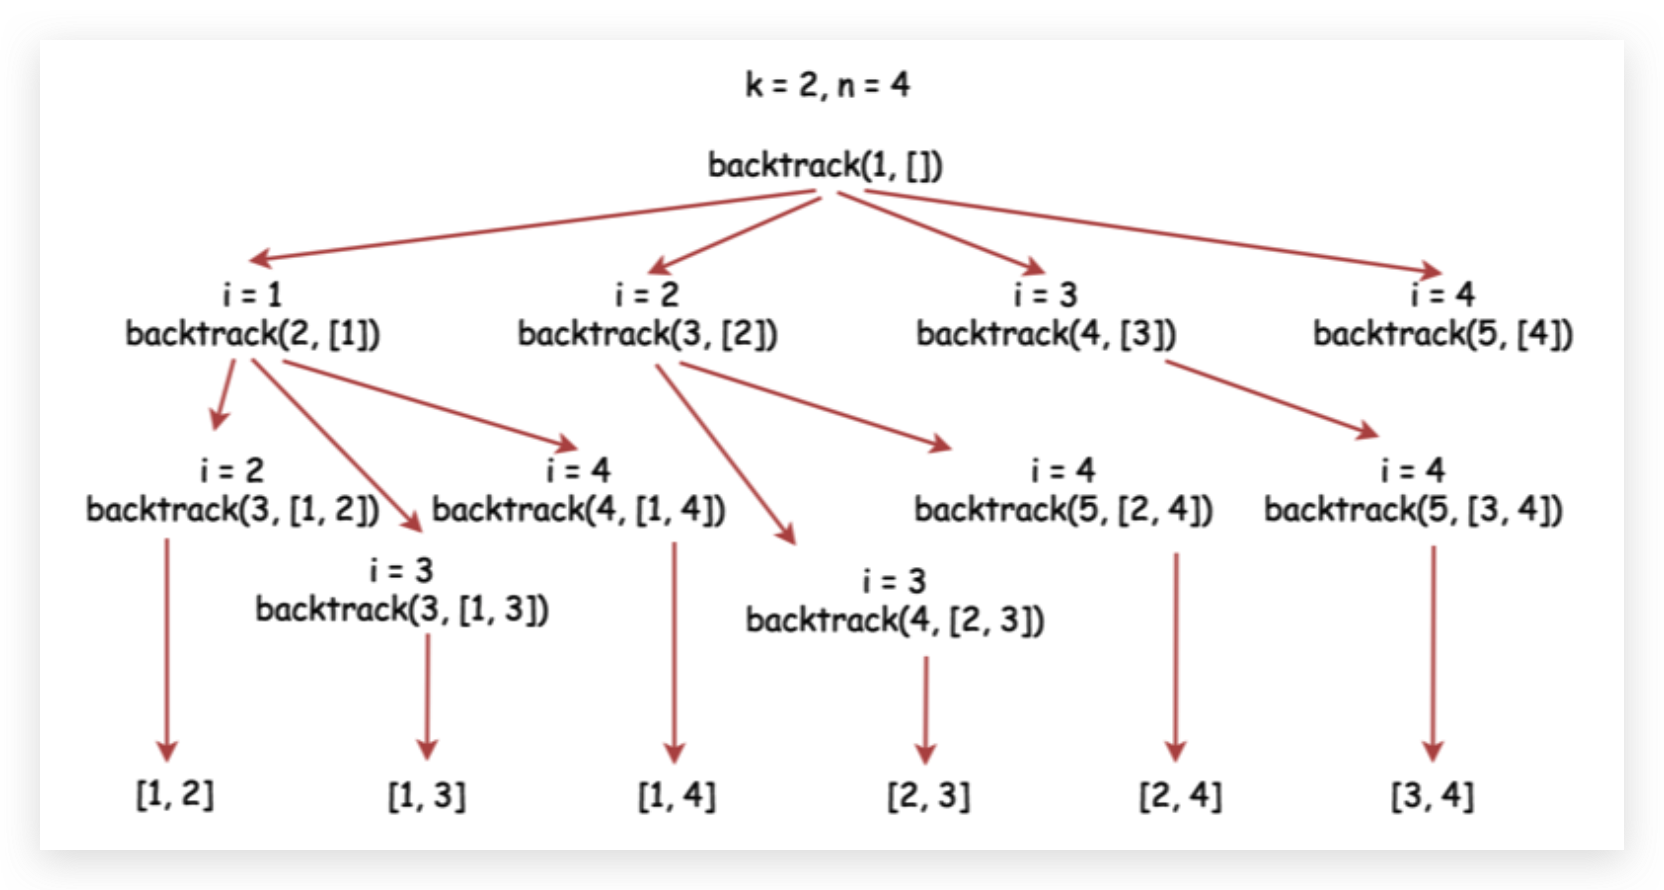 k = 2, n = 4
backtrack(1, [])
i = 1
backtrack(2, [1])
i = 2
backtrack(3, [2])
i = 3
backtrack(4, [3])
i = 4
backtrack(5, [4])
i = 2
backtrack(3, [1, 2])
i = 4
backtrack(4, [1, 4])
i = 4
backtrack(5, [2, 4])
i = 4
backtrack(5, [3, 4])
i = 3
backtrack(3, [1, 3])
i = 3
backtrack(4, [2, 3])
[1, 2]
[1, 3]
[1, 4]
[2, 3]
[2, 4]
[3, 4]